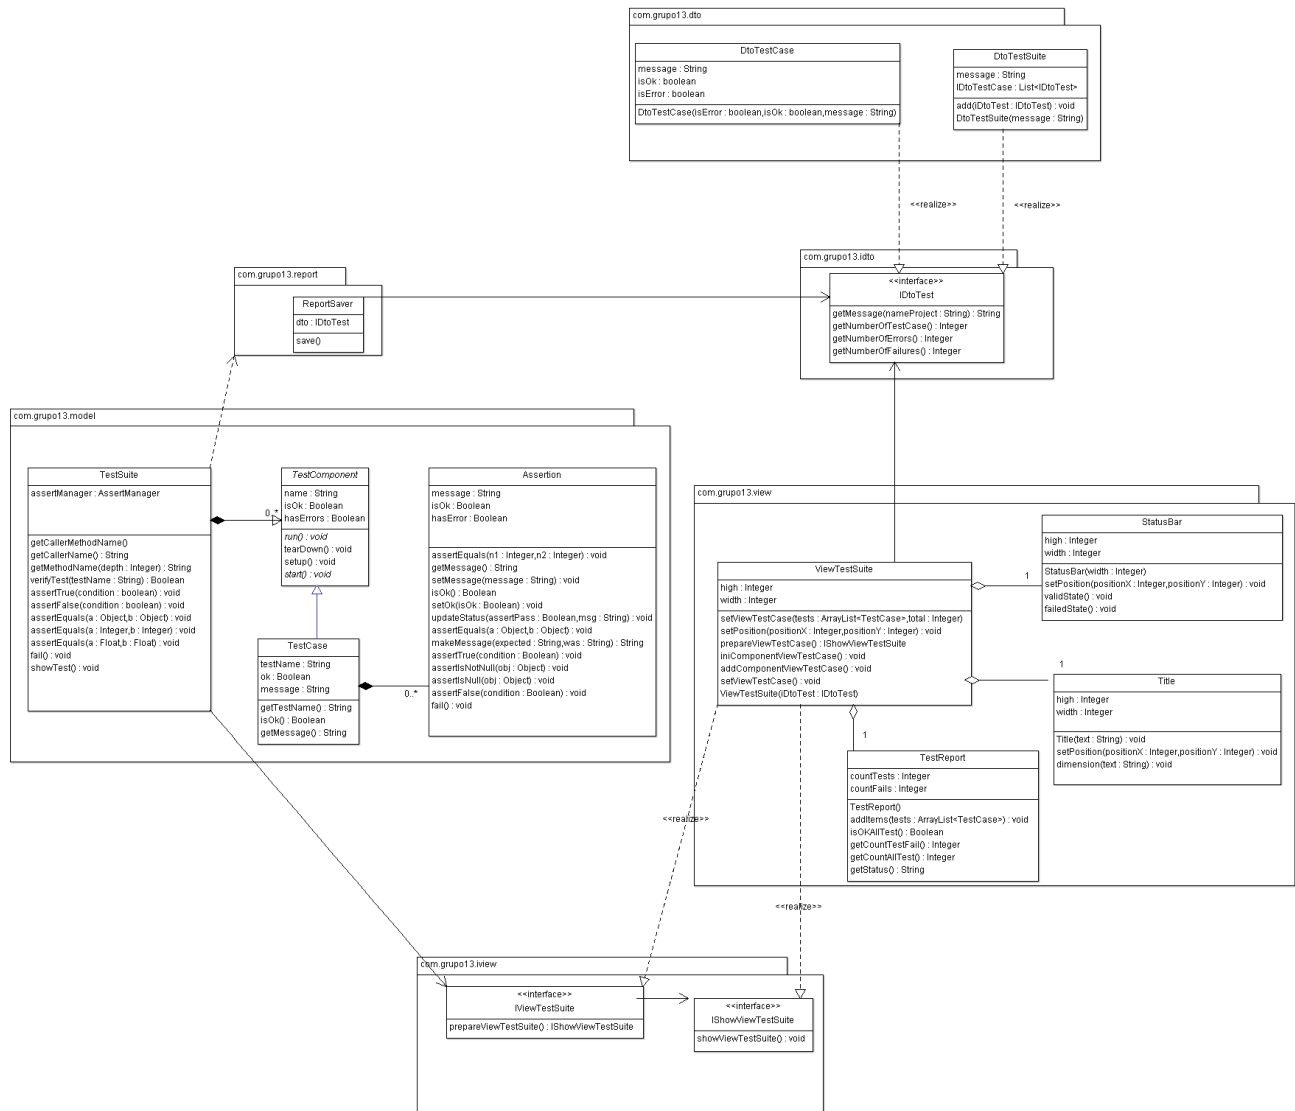 com.grupo13.dto
DtoTestCase
message : String
isOk : boolean
isError : boolean
DtoTestCase(isError : boolean,isOk : boolean,message : String)
DtoTestSuite
message : String
IDtoTestCase : List<IDtoTest>
add(iDtoTest : IDtoTest) : void
DtoTestSuite(message : String)
<<realize>>
<<realize>>
com.grupo13.idto
<<interface>>
IDtoTest
getMessage(nameProject : String) : String
getNumberOfTestCase() : Integer
getNumberOfErrors() : Integer
getNumberOfFailures() : Integer
com.grupo13.report
ReportSaver
dto : IDtoTest
save()
com.grupo13.model
TestSuite
assertManager : AssertManager
getCallerMethodName()
getCallerName() : String
getMethodName(depth : Integer) : String
verifyTest(testName : String) : Boolean
assertTrue(condition : boolean) : void
assertFalse(condition : boolean) : void
assertEquals(a : Object,b : Object) : void
assertEquals(a : Integer,b : Integer) : void
assertEquals(a : Float,b : Float) : void
fail() : void
showTest() : void
0..*
TestComponent
name : String
isOk : Boolean
hasErrors : Boolean
run() : void
tearDown() : void
setup() : void
start() : void
TestCase
testName : String
ok : Boolean
message : String
getTestName() : String
isOk() : Boolean
getMessage() : String
0..*
Assertion
message : String
isOk : Boolean
hasError : Boolean
assertEquals(n1 : Integer,n2 : Integer) : void
getMessage() : String
setMessage(message : String) : void
isOk() : Boolean
setOk(isOk : Boolean) : void
updateStatus(assertPass : Boolean,msg : String) : void
assertEquals(a : Object,b : Object) : void
makeMessage(expected : String,was : String) : String
assertTrue(condition : Boolean) : void
assertIsNotNull(obj : Object) : void
assertIsNull(obj : Object) : void
assertFalse(condition : Boolean) : void
fail() : void
com.grupo13.view
ViewTestSuite
high : Integer
width : Integer
setViewTestCase(tests : ArrayList<TestCase>,total : Integer)
setPosition(positionX : Integer,positionY : Integer) : void
prepareViewTestCase() : IShowViewTestSuite
iniComponentViewTestCase() : void
addComponentViewTestCase() : void
setViewTestCase() : void
ViewTestSuite(iDtoTest : IDtoTest)
1
StatusBar
high : Integer
width : Integer
StatusBar(width : Integer)
setPosition(positionX : Integer,positionY : Integer) : void
validState() : void
failedState() : void
1
Title
high : Integer
width : Integer
Title(text : String) : void
setPosition(positionX : Integer,positionY : Integer) : void
dimension(text : String) : void
1
TestReport
countTests : Integer
countFails : Integer
TestReport()
addItems(tests : ArrayList<TestCase>) : void
isOKAllTest() : Boolean
getCountTestFail() : Integer
getCountAllTest() : Integer
getStatus() : String
<<realize>>
<<realize>>
com.grupo13.iview
<<interface>>
IViewTestSuite
prepareViewTestSuite() : IShowViewTestSuite
<<interface>>
IShowViewTestSuite
showViewTestSuite() : void